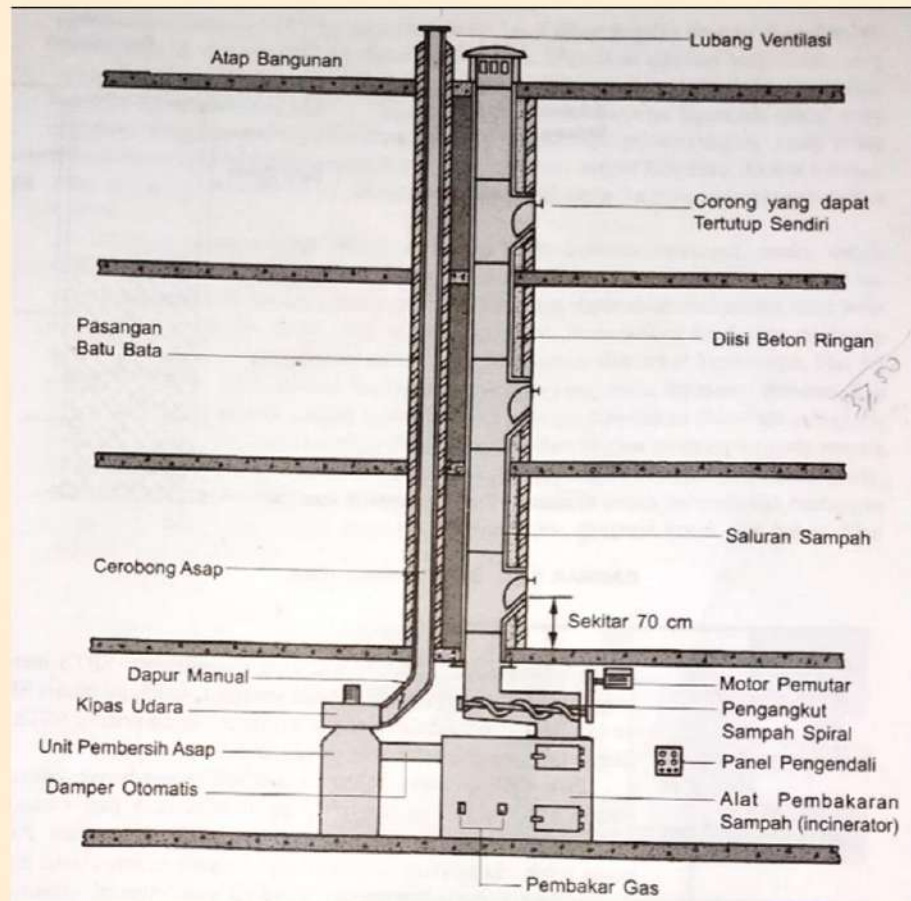 Lubang Ventilasi
Atap Bangunan
Corong yang dapat
Tertutup Sendiri
Pasangan
Batu Bata
Diisi Beton Ringan
Saluran Sampah
Cerobong Asap
Sekitar 70 cm
Dapur Manual
Motor Pemutar
Kipas Udara
Pengangkut
Sampah Spiral
Unit Pembersih Asap
Panel Pengendali
Damper Otomatis
Alat Pembakaran
Sampah (incinerator)
Pembakar Gas